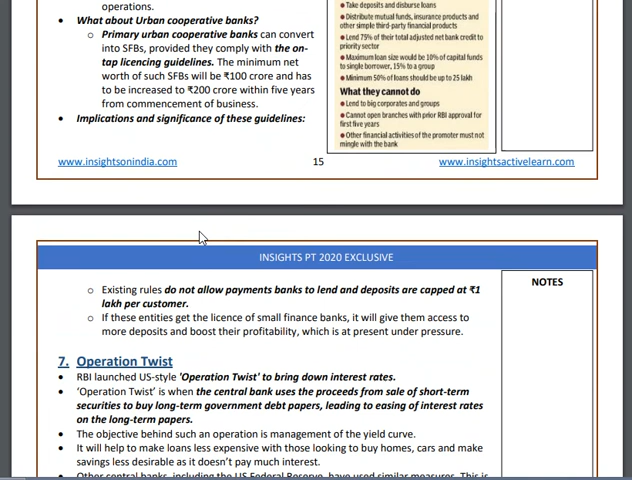 operations.
• What about Urban cooperative banks?
o Primary urban cooperative banks can convert
into SFBs, provided they comply with the on-
tap licencing guidelines. The minimum net
worth of such SFBs will be ₹100 crore and has
to be increased to ₹200 crore within five years
from commencement of business.
• Implications and significance of these guidelines:
• Take deposits and disburse loans
• Distribute mutual funds, insurance products and
other simple third-party financial products
• Lend 75% of their total adjusted net bank credit to
priority sector
• Maximum loan size would be 10% of capital funds
to single borrower, 15% to a group
• Minimum 50% of loans should be up to 25 lakh
What they cannot do
• Lend to big corporates and groups
• Cannot open branches with prior RBI approval for
first five years
• Other financial activities of the promoter must not
mingle with the bank
www.insightsonindia.com 15 www.insightsactivelearn.com
INSIGHTS PT 2020 EXCLUSIVE
NOTES
o Existing rules do not allow payments banks to lend and deposits are capped at ₹1
lakh per customer.
o If these entities get the licence of small finance banks, it will give them access to
more deposits and boost their profitability, which is at present under pressure.
7. Operation Twist
• RBI launched US-style 'Operation Twist' to bring down interest rates.
• ‘Operation Twist’ is when the central bank uses the proceeds from sale of short-term
securities to buy long-term government debt papers, leading to easing of interest rates
on the long-term papers.
• The objective behind such an operation is management of the yield curve.
• It will help to make loans less expensive with those looking to buy homes, cars and make
savings less desirable as it doesn’t pay much interest.
• Other central banks, including the US Federal Reserve, have used similar measures. This is